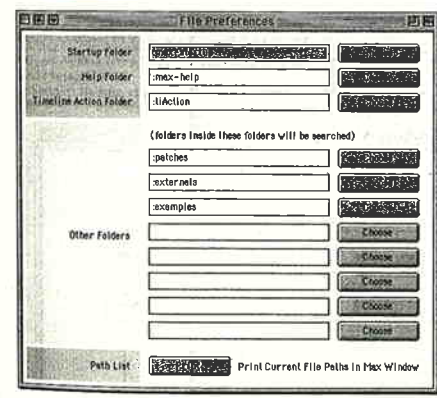 File Preferences
Startup Folder
Help Folder :max-help
Timeline Action Folder :tiAction
(folders inside these folders will be searched)
:patches
:externals
:examples
Other Folders
Choose
Choose
Choose
Choose
Choose
Path List Print Current File Paths in Max Window